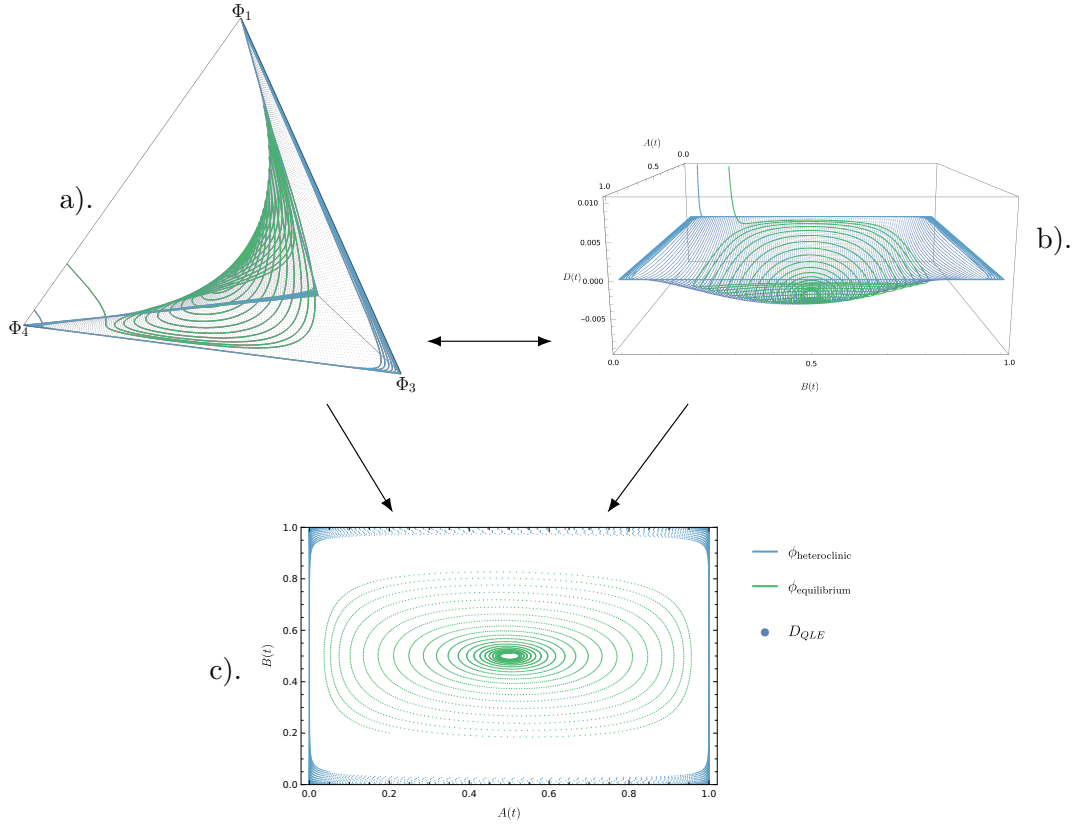 Φ₁
a).
Φ₄
Φ₃
A(t)
0.0
0.5
1.0
0.010
0.005
D(t)
0.000
−0.005
0.0
0.5
1.0
B(t)
b).
c).
B(t)
1.0
0.8
0.6
0.4
0.2
0.0
0.0 0.2 0.4 0.6 0.8 1.0
A(t)
ϕheteroclinic
ϕequilibrium
D_QLE